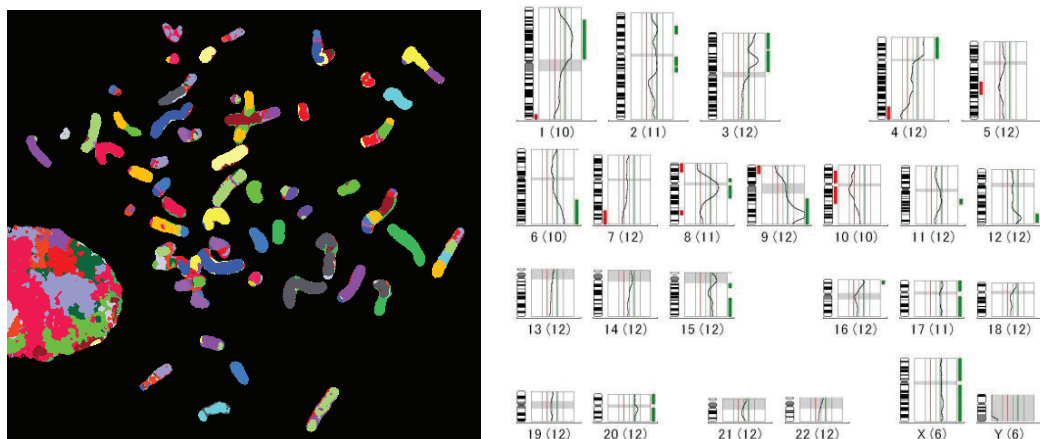 1 (10) 2 (11) 3 (12) 4 (12) 5 (12)
6 (10) 7 (12) 8 (11) 9 (12) 10 (10) 11 (12) 12 (12)
13 (12) 14 (12) 15 (12) 16 (12) 17 (11) 18 (12)
19 (12) 20 (12) 21 (12) 22 (12) X (6) Y (6)